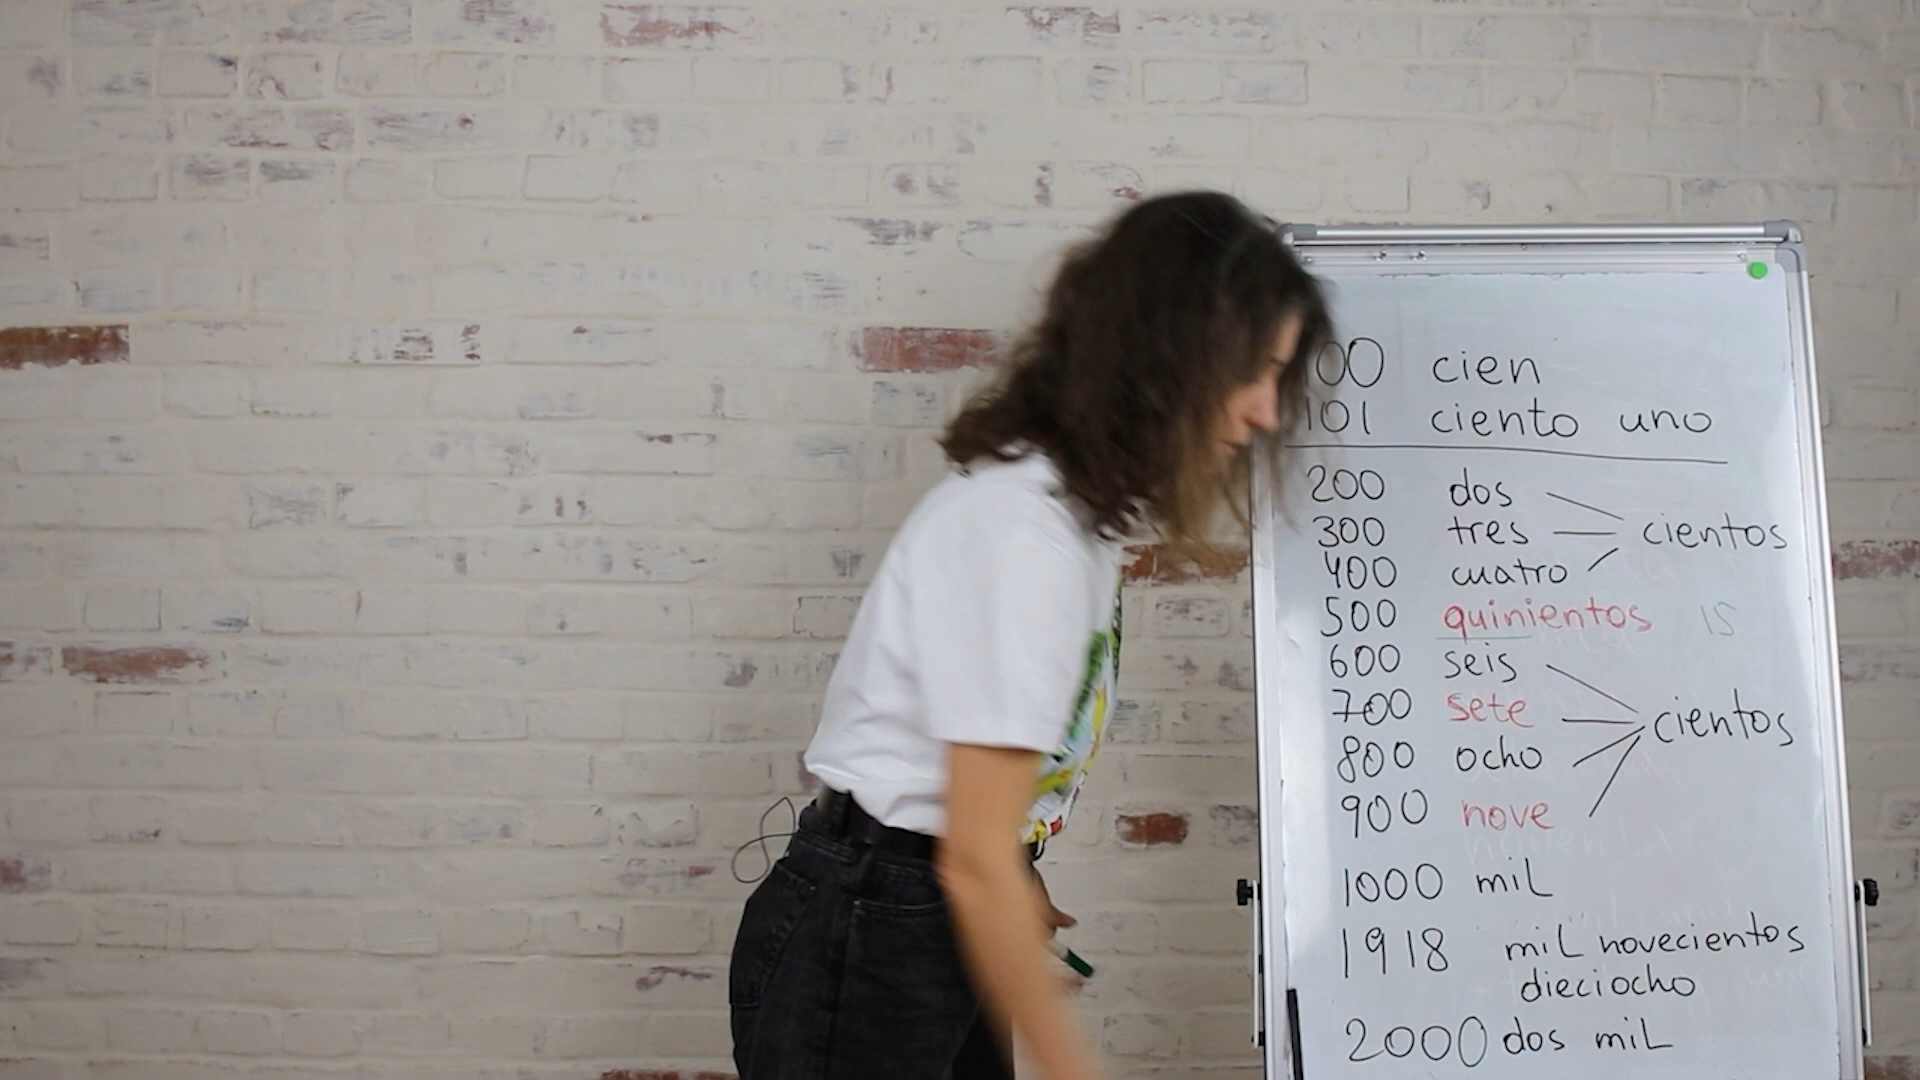 00 cien
101 ciento uno
200 dos
300 tres cientos
400 cuatro
500 quinientos 15
600 seis
700 sete cientos
800 ocho
900 nove
1000 mil
1918 mil novecientos
dieciocho
2000 dos mil